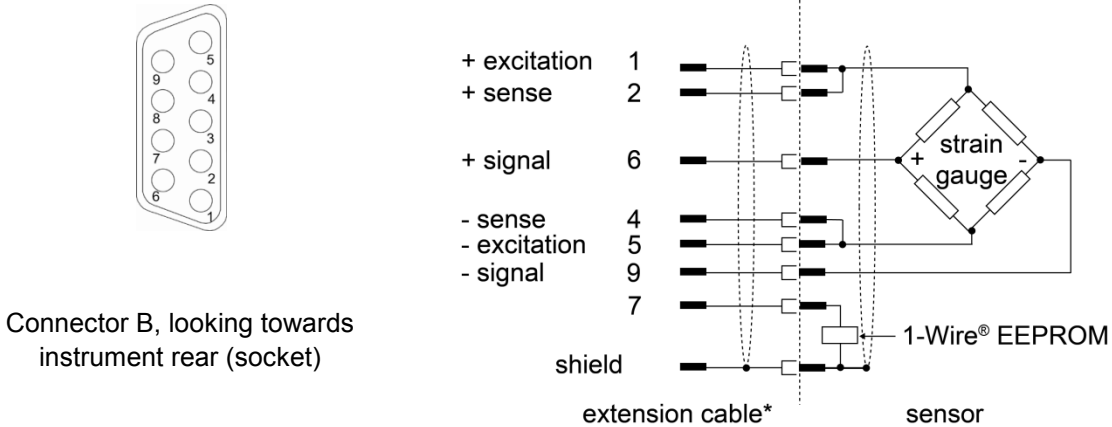 5
9
4
8
3
7
2
6
1
Connector B, looking towards
instrument rear (socket)
+ excitation 1
+ sense 2
+ signal 6
- sense 4
- excitation 5
- signal 9
7
shield
+ strain -
gauge
1-Wire® EEPROM
extension cable* sensor